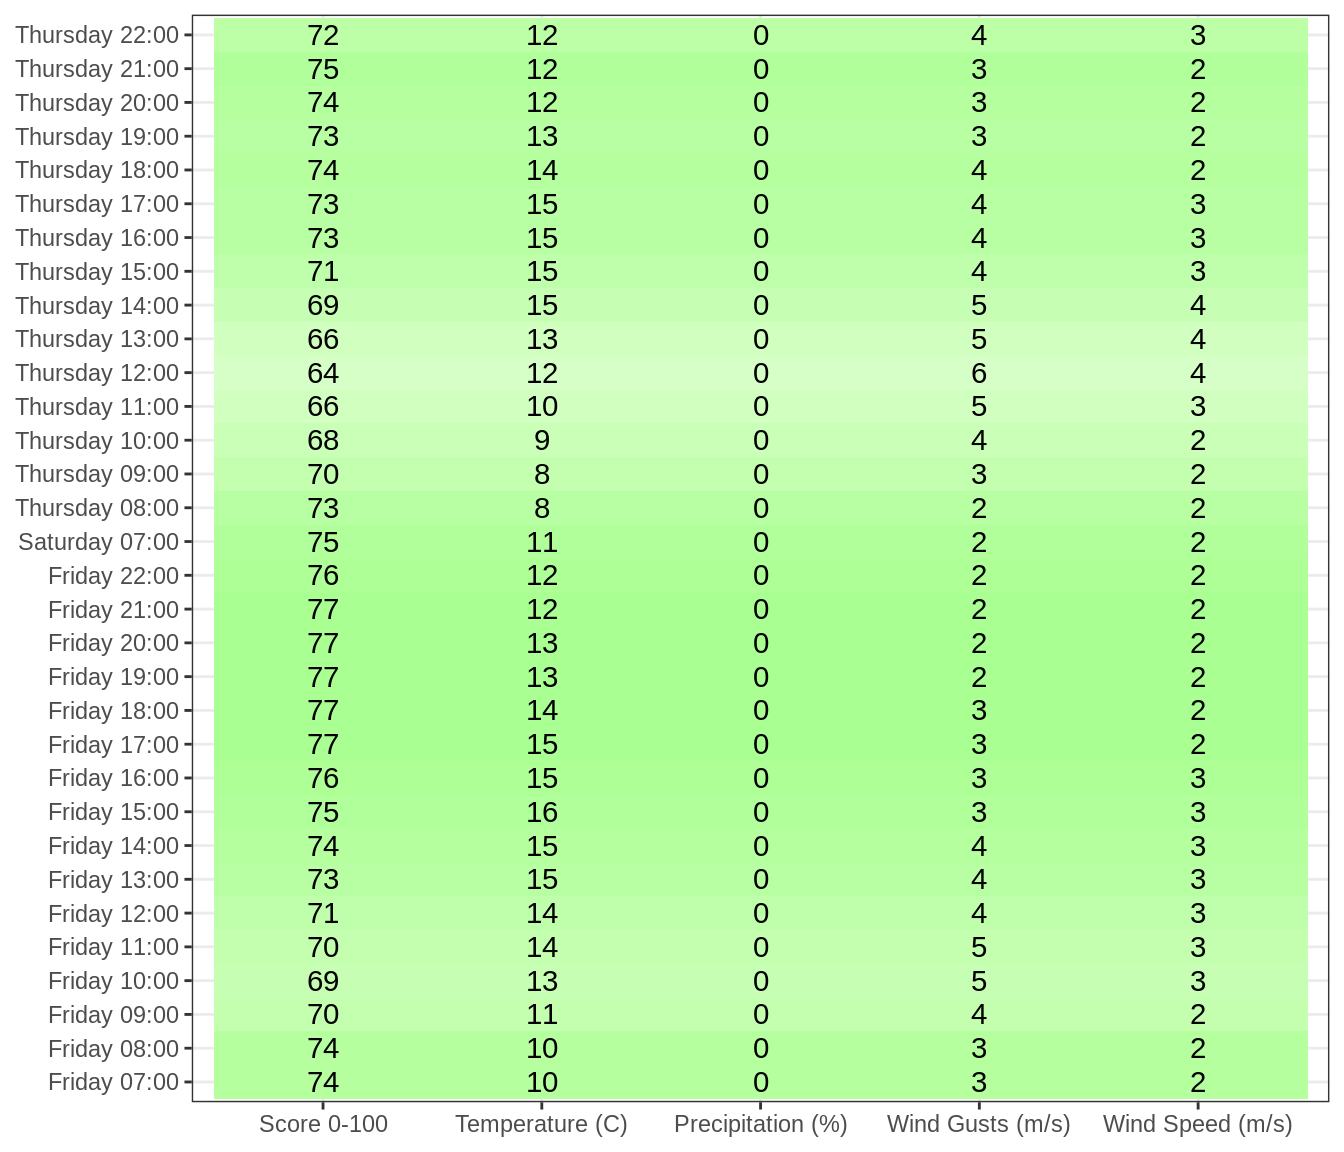 Thursday 22:00 72 12 0 4 3
Thursday 21:00 75 12 0 3 2
Thursday 20:00 74 12 0 3 2
Thursday 19:00 73 13 0 3 2
Thursday 18:00 74 14 0 4 2
Thursday 17:00 73 15 0 4 3
Thursday 16:00 73 15 0 4 3
Thursday 15:00 71 15 0 4 3
Thursday 14:00 69 15 0 5 4
Thursday 13:00 66 13 0 5 4
Thursday 12:00 64 12 0 6 4
Thursday 11:00 66 10 0 5 3
Thursday 10:00 68 9 0 4 2
Thursday 09:00 70 8 0 3 2
Thursday 08:00 73 8 0 2 2
Saturday 07:00 75 11 0 2 2
Friday 22:00 76 12 0 2 2
Friday 21:00 77 12 0 2 2
Friday 20:00 77 13 0 2 2
Friday 19:00 77 13 0 2 2
Friday 18:00 77 14 0 3 2
Friday 17:00 77 15 0 3 2
Friday 16:00 76 15 0 3 3
Friday 15:00 75 16 0 3 3
Friday 14:00 74 15 0 4 3
Friday 13:00 73 15 0 4 3
Friday 12:00 71 14 0 4 3
Friday 11:00 70 14 0 5 3
Friday 10:00 69 13 0 5 3
Friday 09:00 70 11 0 4 2
Friday 08:00 74 10 0 3 2
Friday 07:00 74 10 0 3 2
Score 0-100 Temperature (C) Precipitation (%) Wind Gusts (m/s) Wind Speed (m/s)